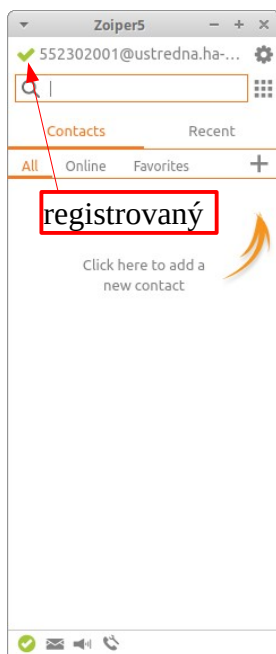 Zoiper5
552302001@ustredna.ha-...
Contacts Recent
All Online Favorites
registrovaný
Click here to add a
new contact